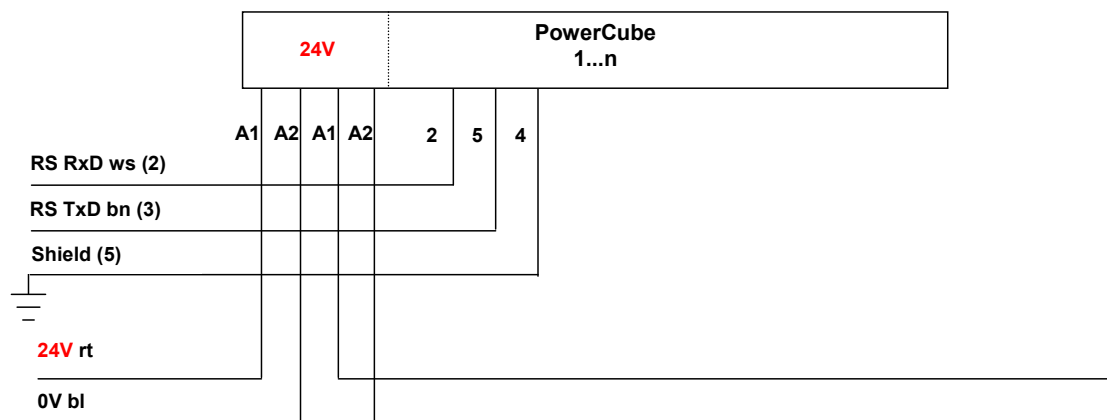 PowerCube
24V
1...n
A1 A2 A1 A2 2 5 4
RS RxD ws (2)
RS TxD bn (3)
Shield (5)
24V rt
0V bl